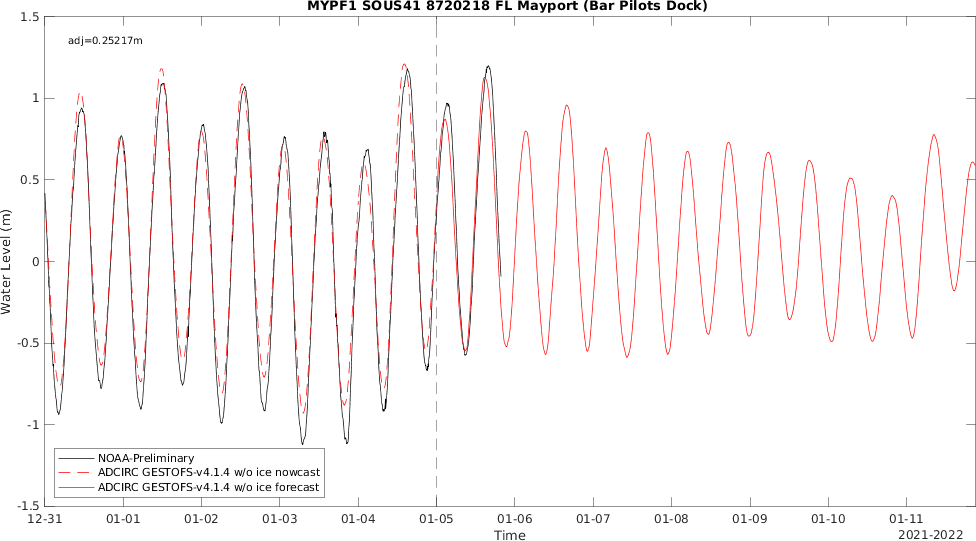 MYPF1 SOUS41 8720218 FL Mayport (Bar Pilots Dock)
1.5
adj=0.25217m
1
0.5
0
-0.5
-1
-1.5
Water Level (m)
NOAA-Preliminary
ADCIRC GESTOFS-v4.1.4 w/o ice nowcast
ADCIRC GESTOFS-v4.1.4 w/o ice forecast
12-31 01-01 01-02 01-03 01-04 01-05 01-06 01-07 01-08 01-09 01-10 01-11
Time
2021-2022